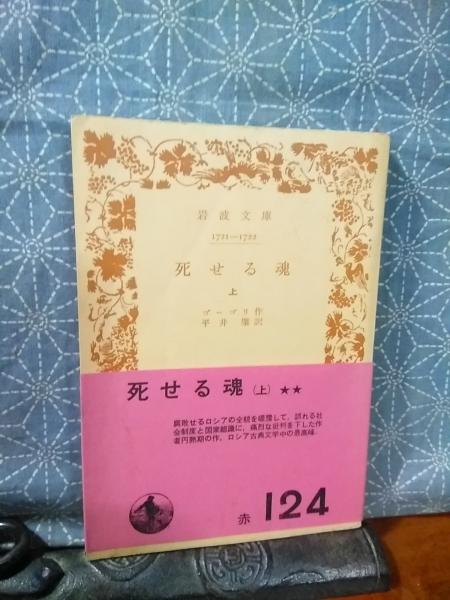 岩波文庫
1721—1722
死せる魂
上
ゴーゴリ作
平井肇訳
死せる魂(上)★★
腐敗せるロシアの全貌を暴露して、誤れる社
会制度と国家組織に、痛烈な批判を下した作
者円熟期の作。ロシア古典文学中の最高峰。
赤 124